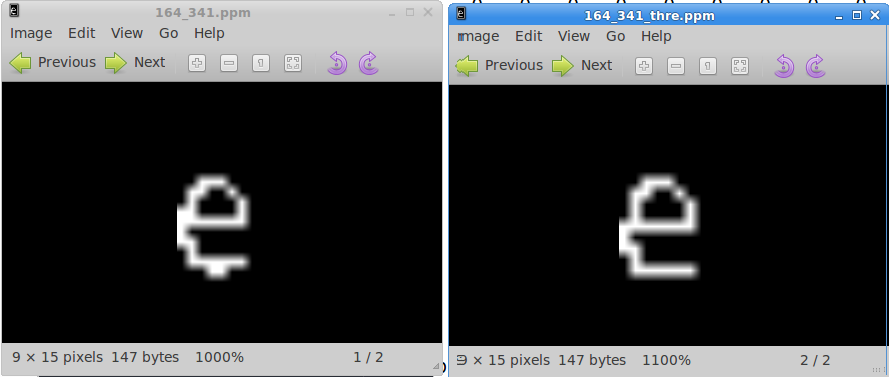 164_341.ppm
Image Edit View Go Help
Previous Next
e
9 × 15 pixels 147 bytes 1000% 1 / 2
164_341_thre.ppm
Image Edit View Go Help
Previous Next
e
9 × 15 pixels 147 bytes 1100% 2 / 2